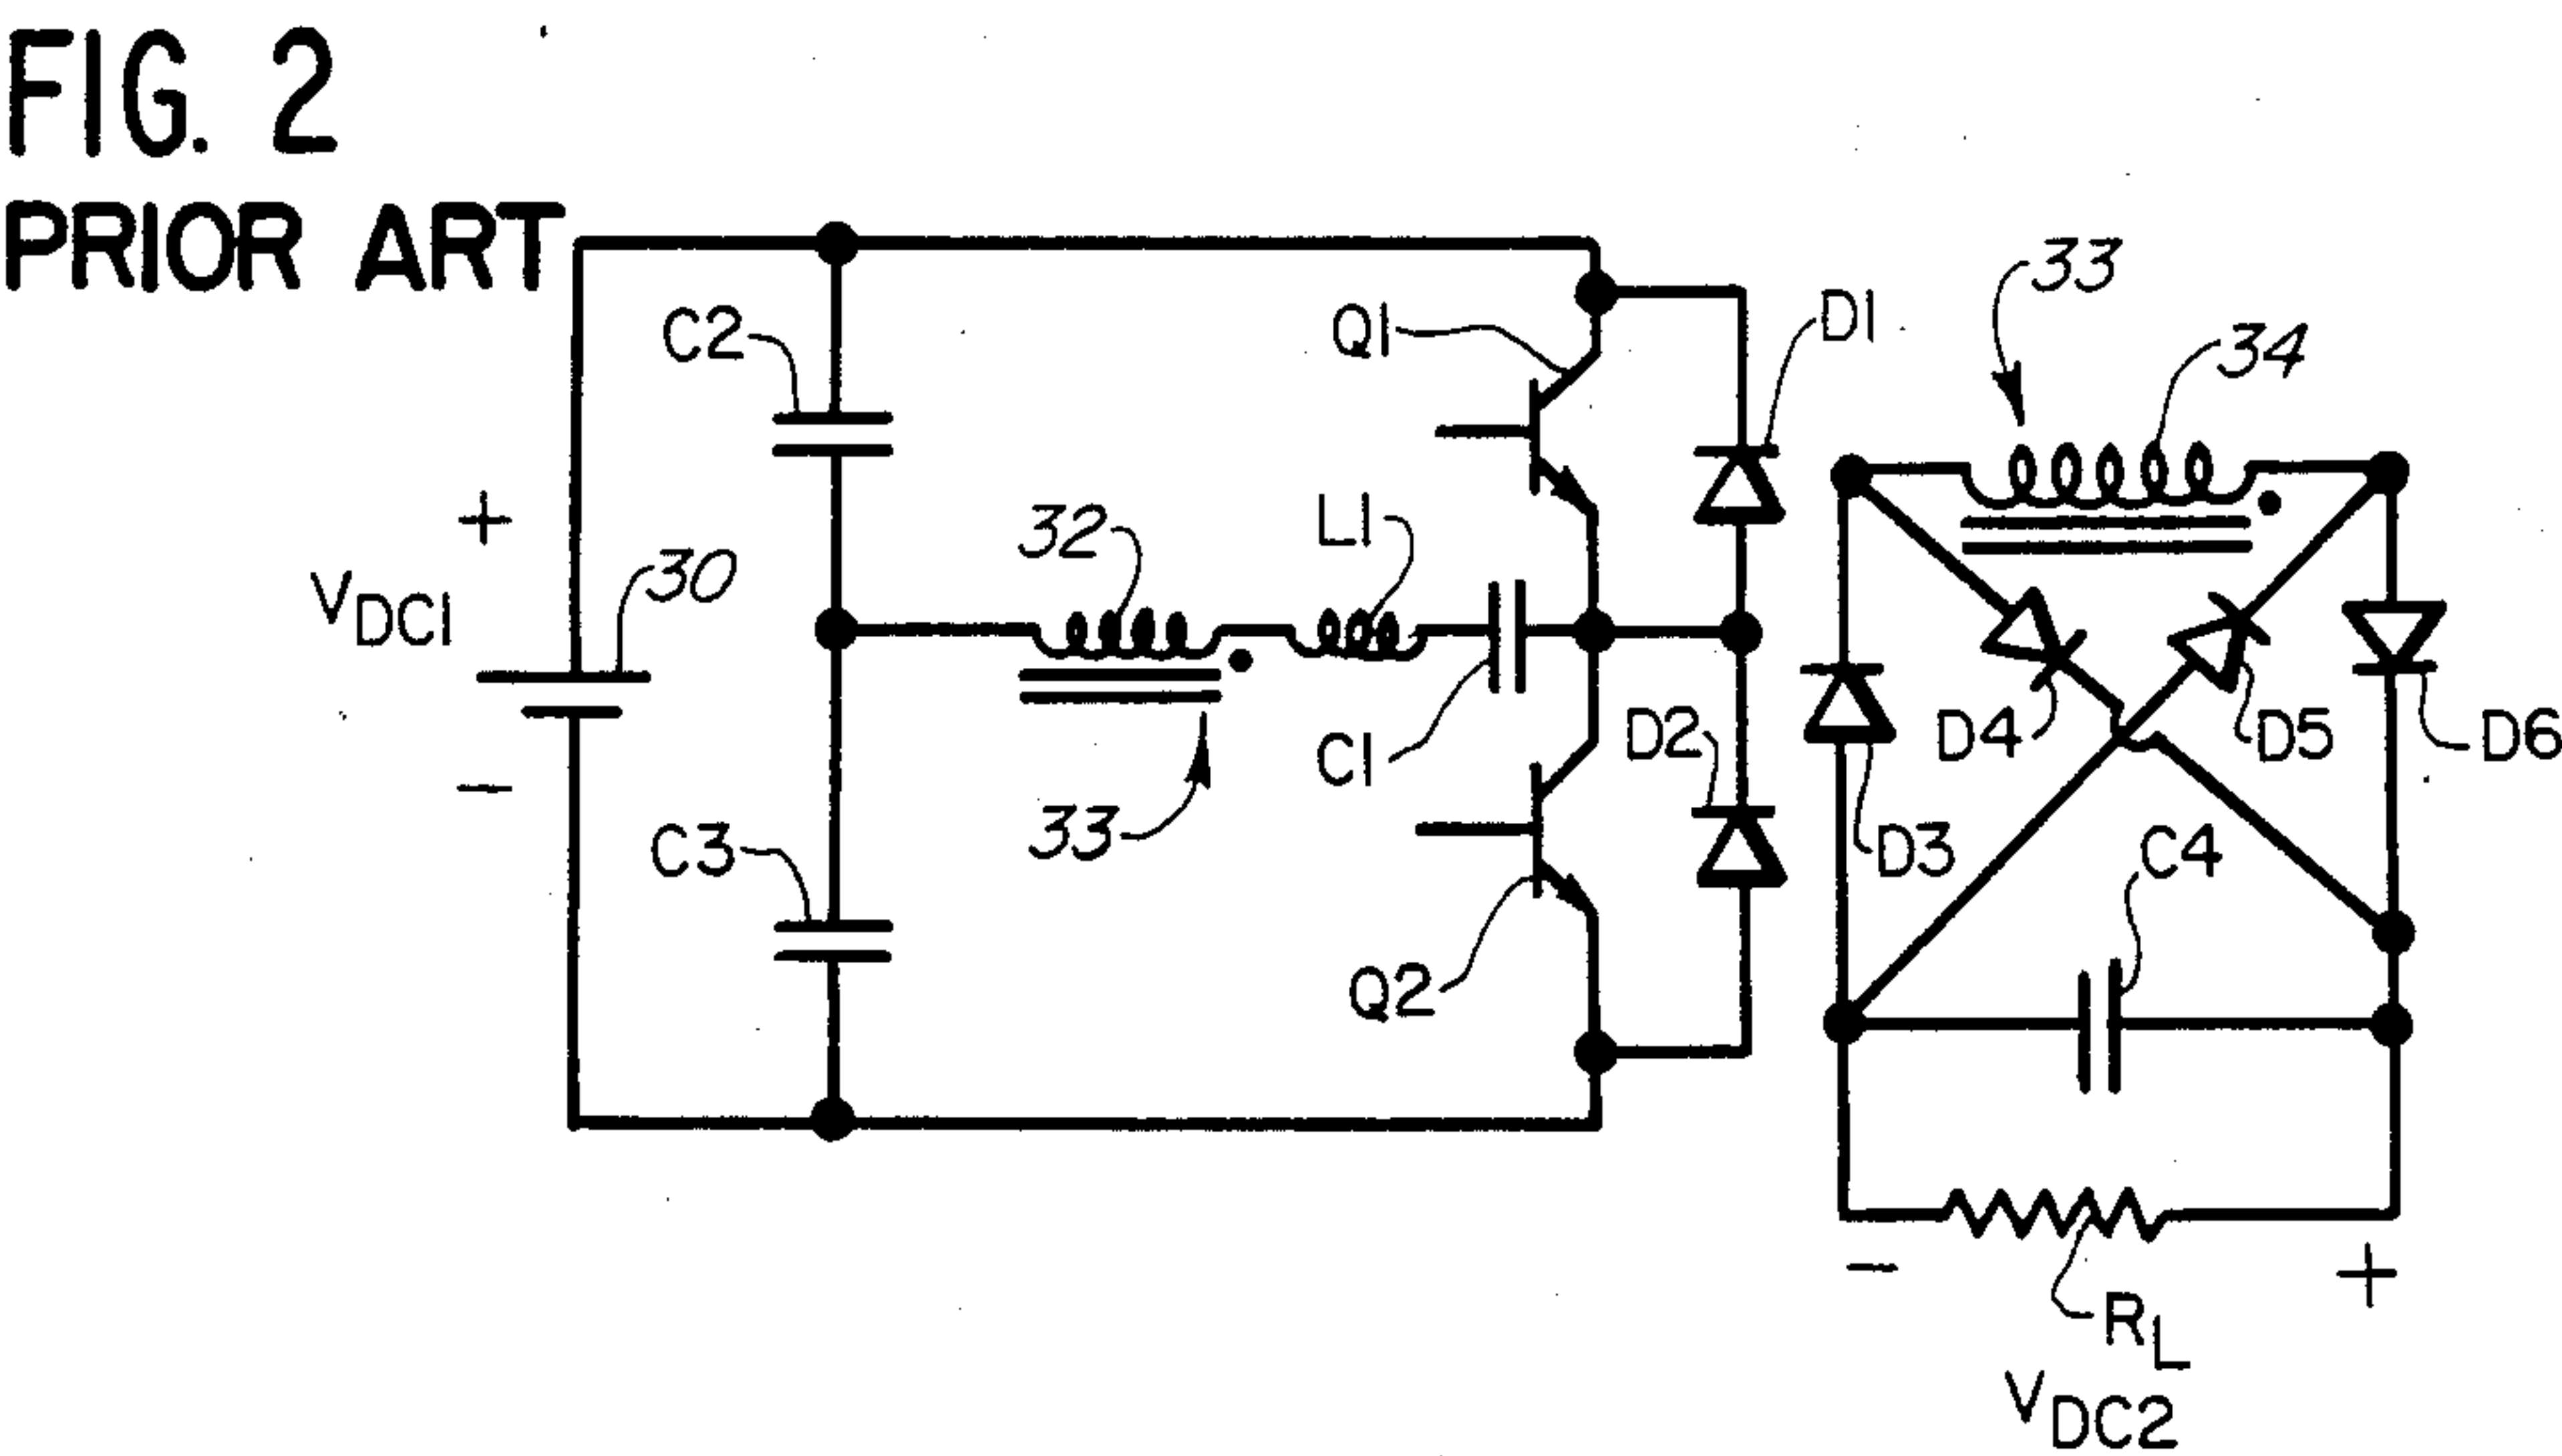 FIG. 2
PRIOR ART
C2
Q1
D1
33
34
+
32
L1
30
VDC1
D4
D5
D6
D2
C1
-
33
C3
D3
C4
Q2
-
+
RL
VDC2